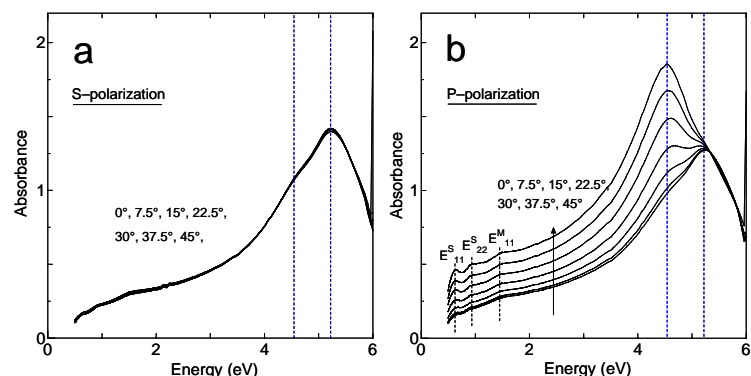 a
S–polarization
0°, 7.5°, 15°, 22.5°,
30°, 37.5°, 45°,
Absorbance
0
1
2
0
2
4
6
Energy (eV)
b
P–polarization
0°, 7.5°, 15°, 22.5°,
30°, 37.5°, 45°
E^S_11
E^S_22
E^M_11
Absorbance
0
1
2
0
2
4
6
Energy (eV)